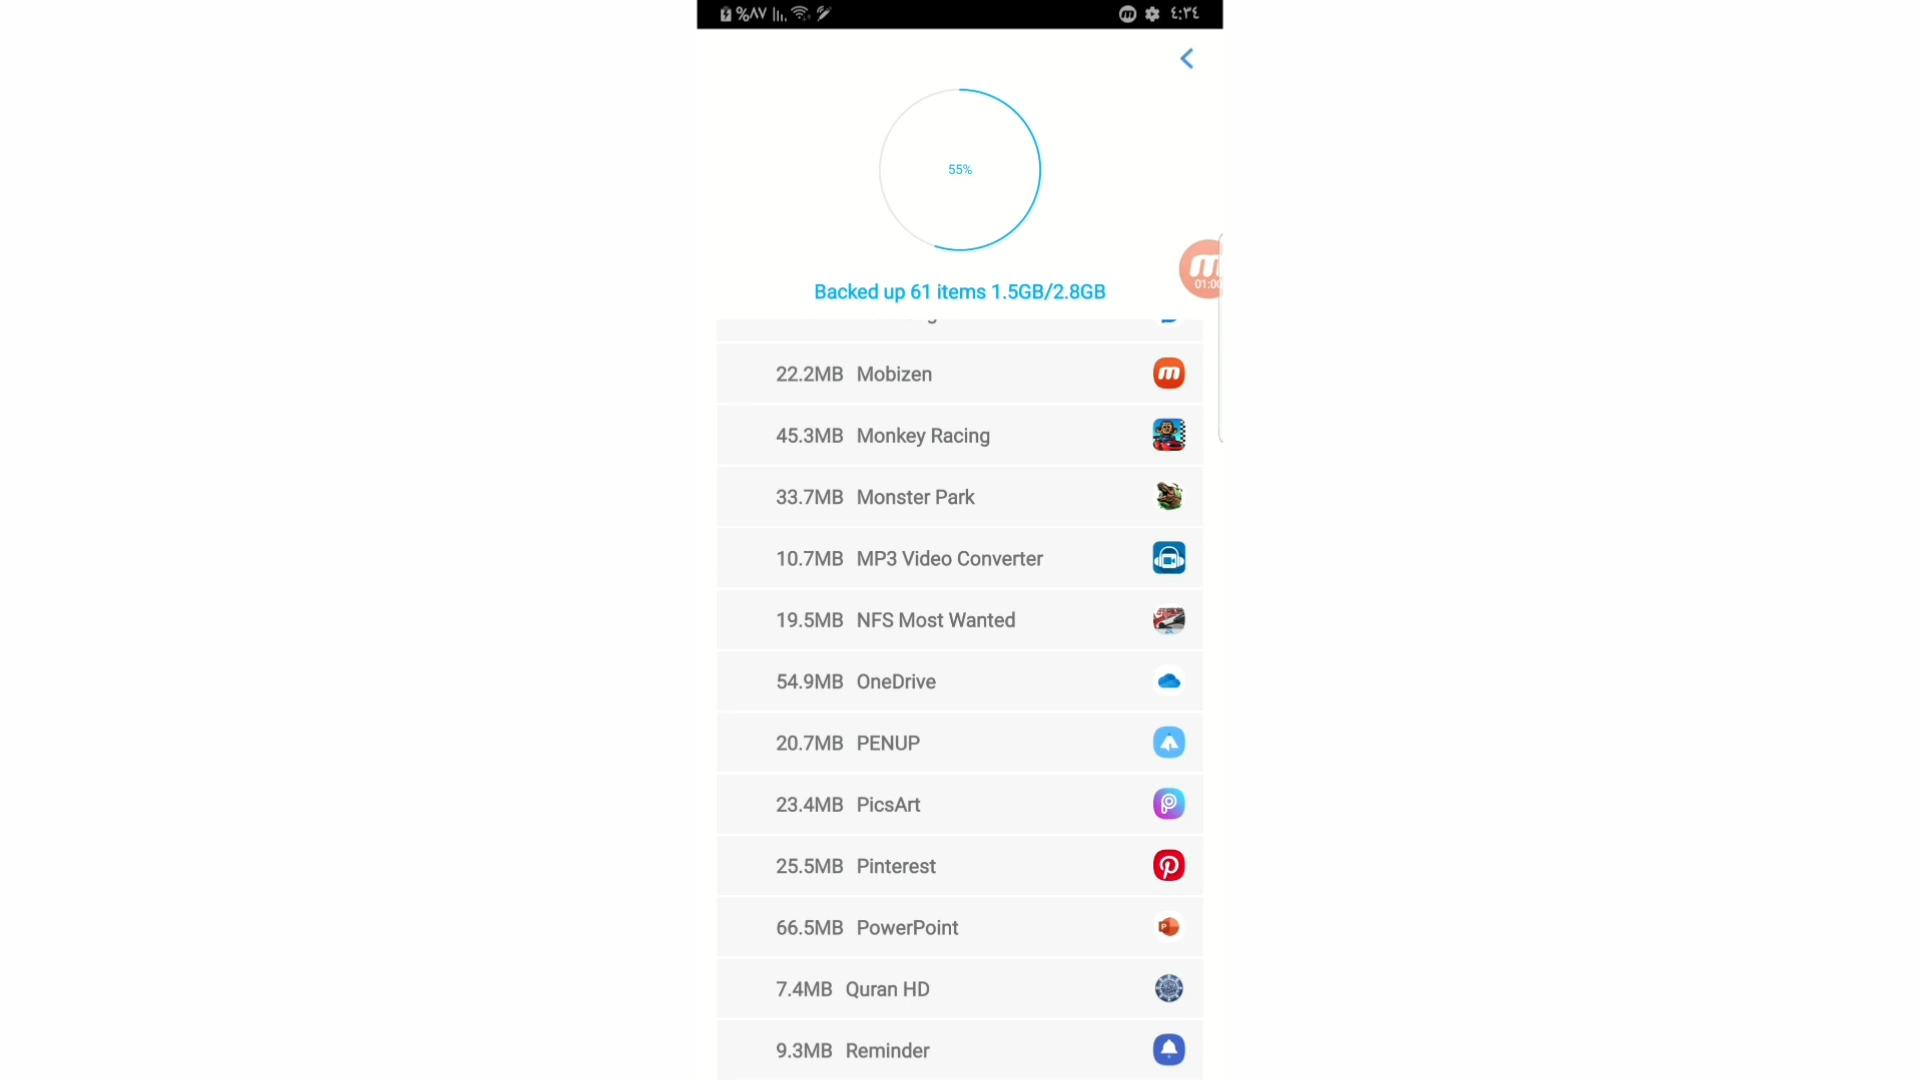 %٨٧ ٤:٣٤
55%
01:00
Backed up 61 items 1.5GB/2.8GB
22.2MB Mobizen
45.3MB Monkey Racing
33.7MB Monster Park
10.7MB MP3 Video Converter
19.5MB NFS Most Wanted
54.9MB OneDrive
20.7MB PENUP
23.4MB PicsArt
25.5MB Pinterest
66.5MB PowerPoint
7.4MB Quran HD
9.3MB Reminder